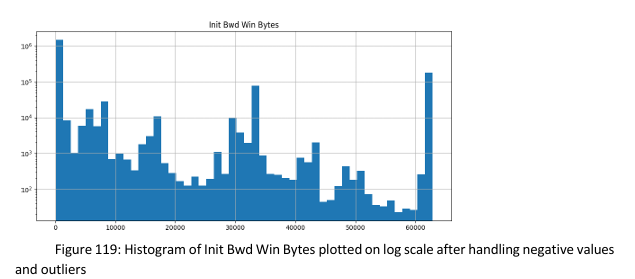 Init Bwd Win Bytes
10⁶
10⁵
10⁴
10³
10²
0 10000 20000 30000 40000 50000 60000
Figure 119: Histogram of Init Bwd Win Bytes plotted on log scale after handling negative values
and outliers